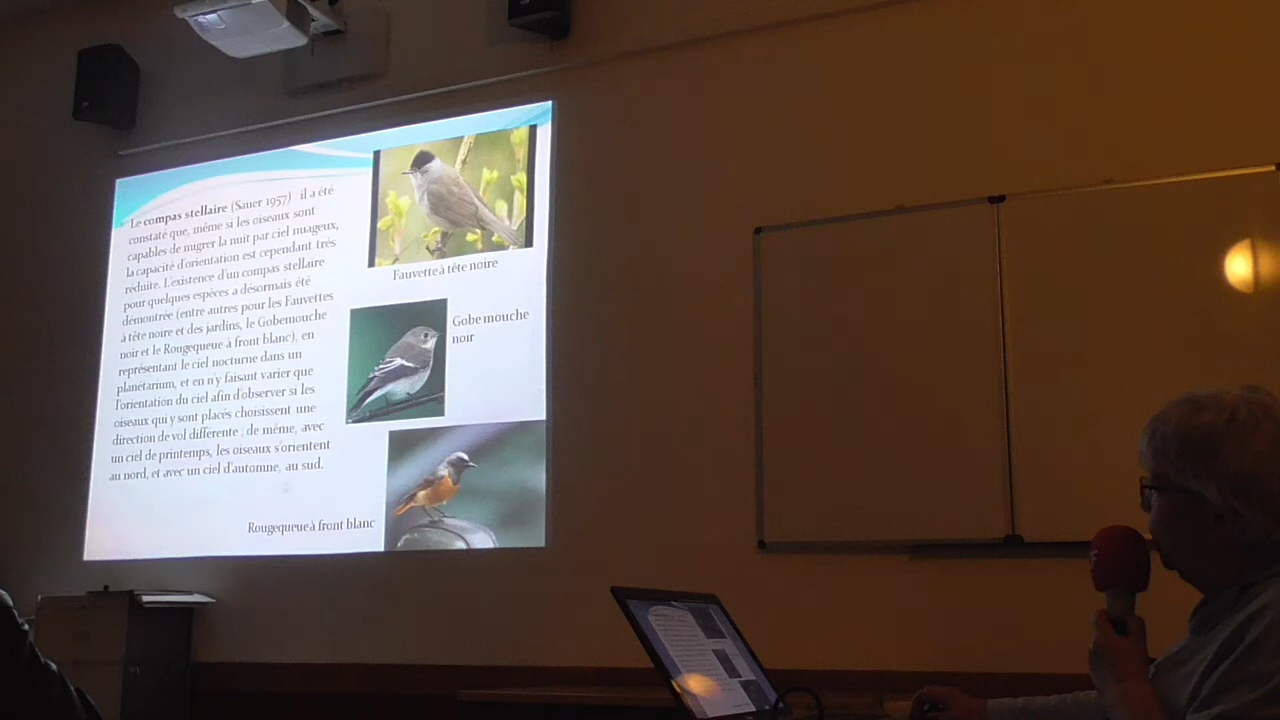 Le compas stellaire (Sauer 1957) : il a été
constaté que, même si les oiseaux sont
capables de migrer la nuit par ciel nuageux,
la capacité d'orientation est cependant très
réduite. L'existence d'un compas stellaire
pour quelques espèces a désormais été
démontrée (entre autres pour les Fauvettes
à tête noire et des jardins, le Gobemouche
noir et le Rougequeue à front blanc), en
représentant le ciel nocturne dans un
planétarium, et en n'y faisant varier que
l'orientation du ciel afin d'observer si les
oiseaux qui y sont placés choisissent une
direction de vol différente ; de même, avec
un ciel de printemps, les oiseaux s'orientent
au nord, et avec un ciel d'automne, au sud.
Fauvette à tête noire
Gobe mouche
noir
Rougequeue à front blanc